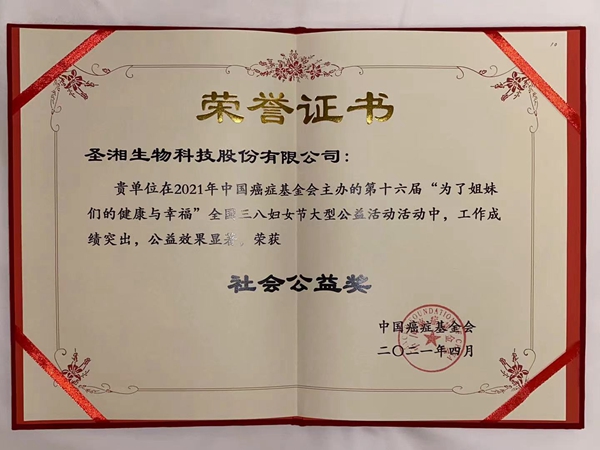 荣誉证书
圣湘生物科技股份有限公司：
贵单位在2021年中国癌症基金会主办的第十六届“为了姐妹
们的健康与幸福”全国三八妇女节大型公益活动活动中，工作成
绩突出，公益效果显著，荣获
社会公益奖
中国癌症基金会
二〇二一年四月